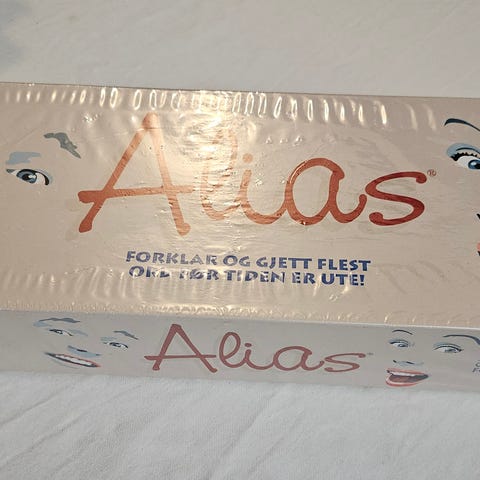 Alias®
FORKLAR OG GJETT FLEST
ORD FØR TIDEN ER UTE!
Alias®